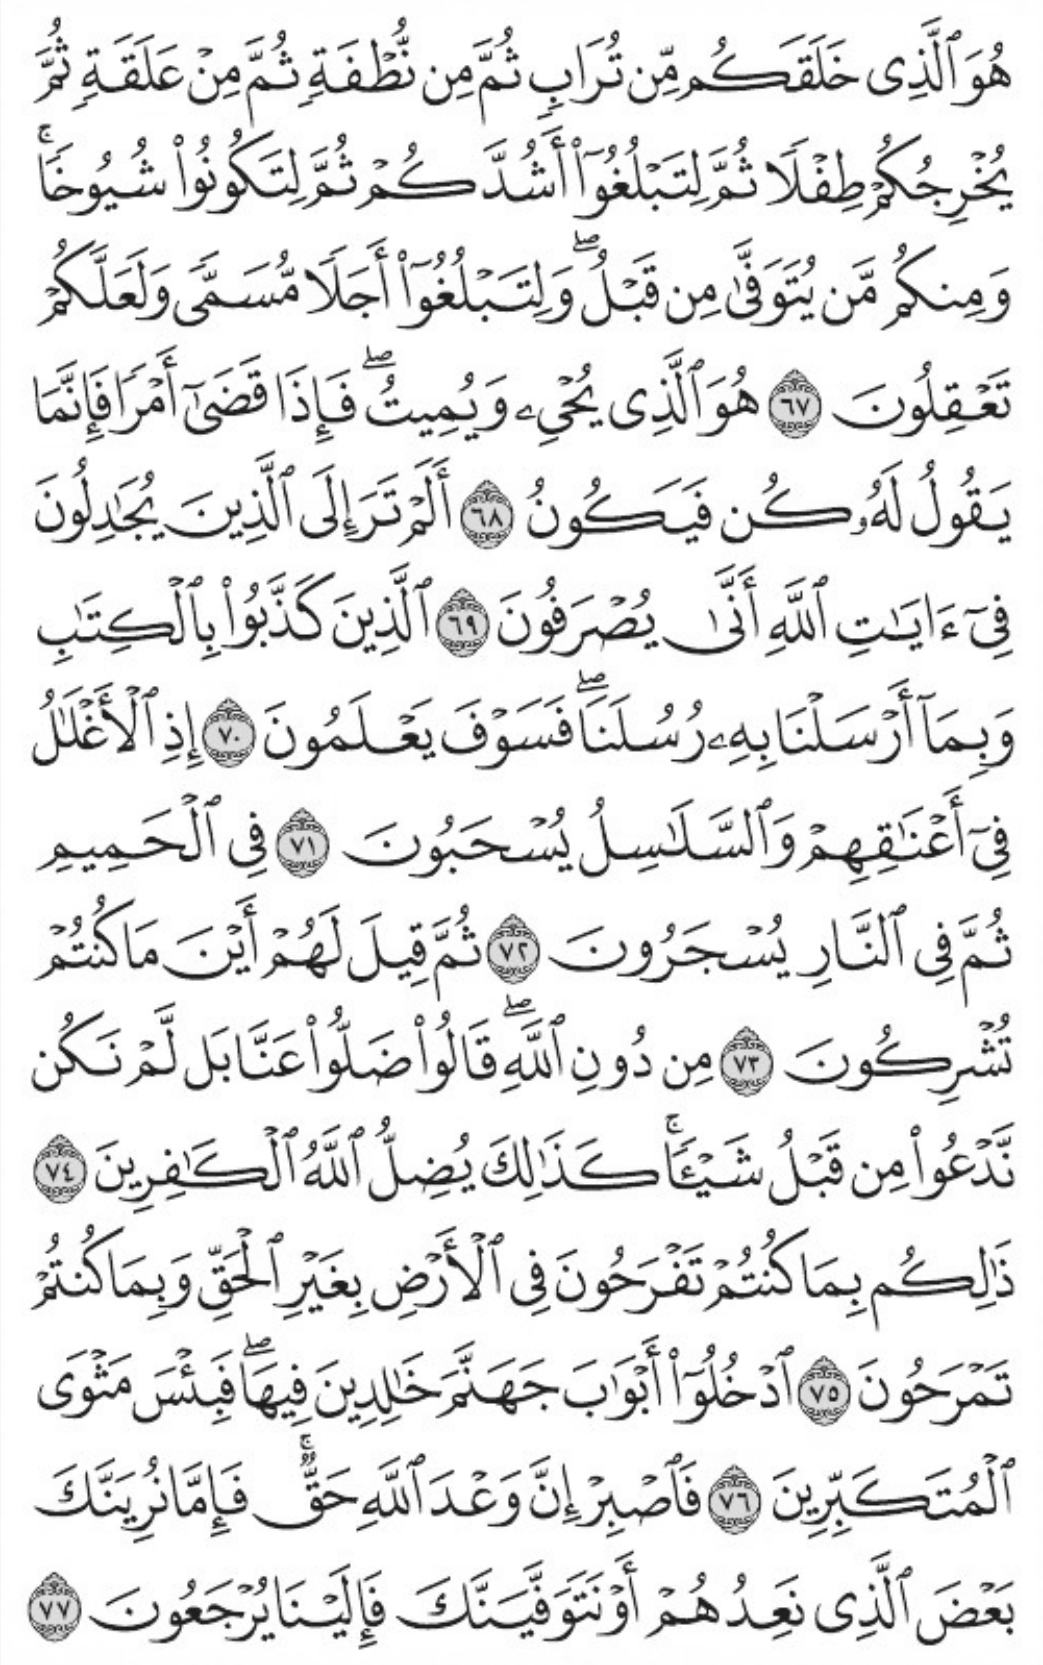 هُوَ ٱلَّذِى خَلَقَكُم مِّن تُرَابٍ ثُمَّ مِن نُّطْفَةٍ ثُمَّ مِنْ عَلَقَةٍ ثُمَّ
يُخْرِجُكُمْ طِفْلًا ثُمَّ لِتَبْلُغُوٓا۟ أَشُدَّكُمْ ثُمَّ لِتَكُونُوا۟ شُيُوخًا ۚ
وَمِنكُم مَّن يُتَوَفَّىٰ مِن قَبْلُ ۖ وَلِتَبْلُغُوٓا۟ أَجَلًا مُّسَمًّى وَلَعَلَّكُمْ
تَعْقِلُونَ ٦٧ هُوَ ٱلَّذِى يُحْىِۦ وَيُمِيتُ ۖ فَإِذَا قَضَىٰٓ أَمْرًا فَإِنَّمَا
يَقُولُ لَهُۥ كُن فَيَكُونُ ٦٨ أَلَمْ تَرَ إِلَى ٱلَّذِينَ يُجَـٰدِلُونَ
فِىٓ ءَايَـٰتِ ٱللَّهِ أَنَّىٰ يُصْرَفُونَ ٦٩ ٱلَّذِينَ كَذَّبُوا۟ بِٱلْكِتَـٰبِ
وَبِمَآ أَرْسَلْنَا بِهِۦ رُسُلَنَا ۖ فَسَوْفَ يَعْلَمُونَ ٧٠ إِذِ ٱلْأَغْلَـٰلُ
فِىٓ أَعْنَـٰقِهِمْ وَٱلسَّلَـٰسِلُ يُسْحَبُونَ ٧١ فِى ٱلْحَمِيمِ
ثُمَّ فِى ٱلنَّارِ يُسْجَرُونَ ٧٢ ثُمَّ قِيلَ لَهُمْ أَيْنَ مَا كُنتُمْ
تُشْرِكُونَ ٧٣ مِن دُونِ ٱللَّهِ ۖ قَالُوا۟ ضَلُّوا۟ عَنَّا بَل لَّمْ نَكُن
نَّدْعُوا۟ مِن قَبْلُ شَيْـًٔا ۚ كَذَٰلِكَ يُضِلُّ ٱللَّهُ ٱلْكَـٰفِرِينَ ٧٤
ذَٰلِكُم بِمَا كُنتُمْ تَفْرَحُونَ فِى ٱلْأَرْضِ بِغَيْرِ ٱلْحَقِّ وَبِمَا كُنتُمْ
تَمْرَحُونَ ٧٥ ٱدْخُلُوٓا۟ أَبْوَٰبَ جَهَنَّمَ خَـٰلِدِينَ فِيهَا ۖ فَبِئْسَ مَثْوَى
ٱلْمُتَكَبِّرِينَ ٧٦ فَٱصْبِرْ إِنَّ وَعْدَ ٱللَّهِ حَقٌّ ۚ فَإِمَّا نُرِيَنَّكَ
بَعْضَ ٱلَّذِى نَعِدُهُمْ أَوْ نَتَوَفَّيَنَّكَ فَإِلَيْنَا يُرْجَعُونَ ٧٧